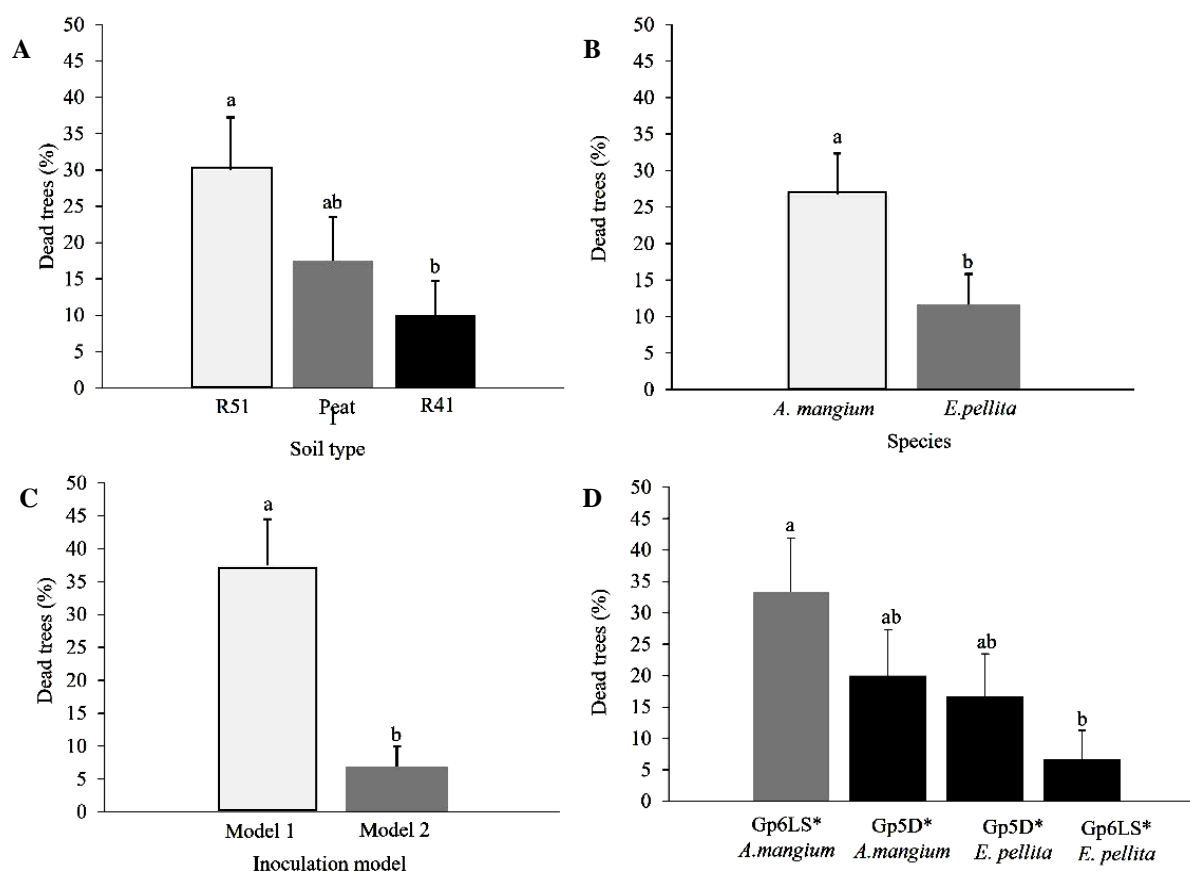 A
50
45
40
35
30
25
20
15
10
5
0
Dead trees (%)
a
ab
b
R51 Peat R41
Soil type
B
50
45
40
35
30
25
20
15
10
5
0
Dead trees (%)
a
b
A. mangium E.pellita
Species
C
50
45
40
35
30
25
20
15
10
5
0
Dead trees (%)
a
b
Model 1 Model 2
Inoculation model
D
50
45
40
35
30
25
20
15
10
5
0
Dead trees (%)
a
ab
ab
b
Gp6LS* Gp5D* Gp5D* Gp6LS*
A.mangium A.mangium E. pellita E. pellita